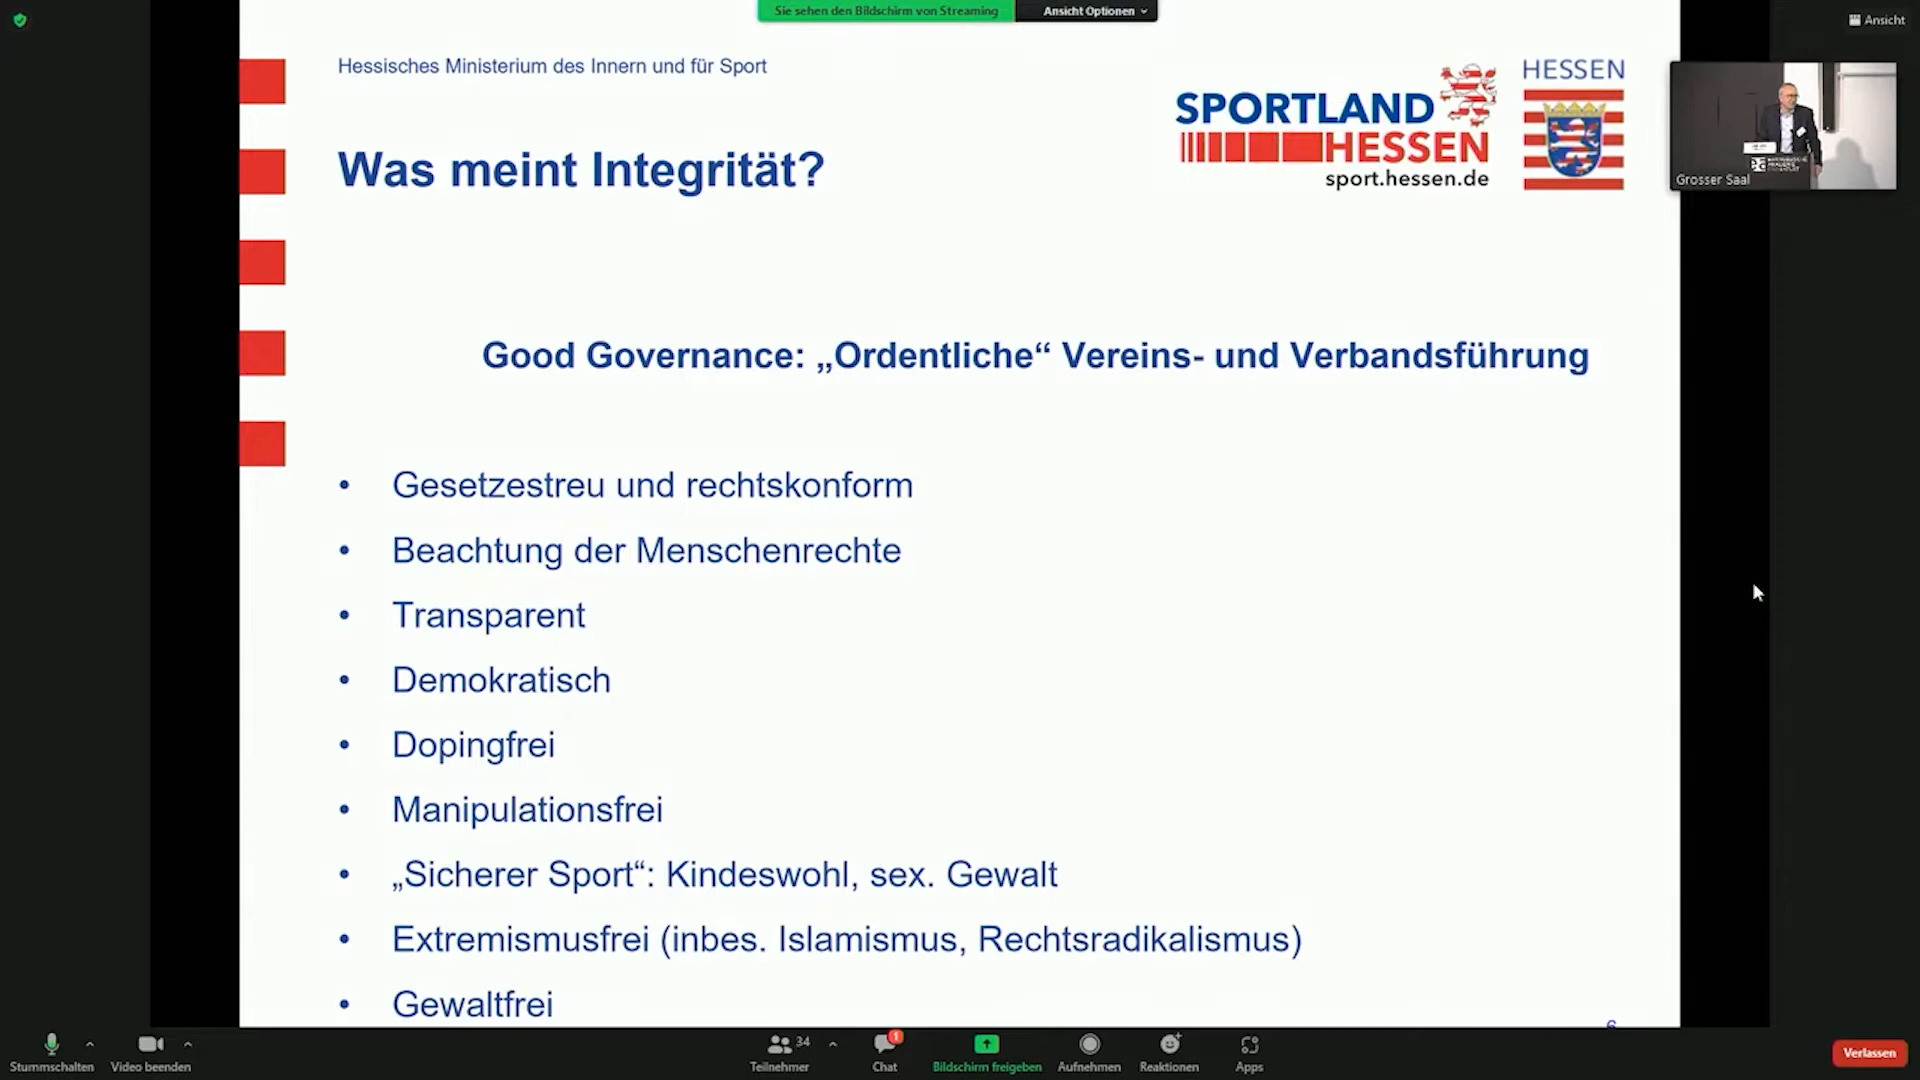 Sie sehen den Bildschirm von Streaming
Ansicht Optionen
Ansicht
Hessisches Ministerium des Innern und für Sport
SPORTLAND
HESSEN
sport.hessen.de
HESSEN
Grosser Saal
Was meint Integrität?
Good Governance: „Ordentliche“ Vereins- und Verbandsführung
• Gesetzestreu und rechtskonform
• Beachtung der Menschenrechte
• Transparent
• Demokratisch
• Dopingfrei
• Manipulationsfrei
• „Sicherer Sport“: Kindeswohl, sex. Gewalt
• Extremismusfrei (inbes. Islamismus, Rechtsradikalismus)
• Gewaltfrei
6
Stummschalten
Video beenden
34
Teilnehmer
1
Chat
Bildschirm freigeben
Aufnehmen
Reaktionen
Apps
Verlassen